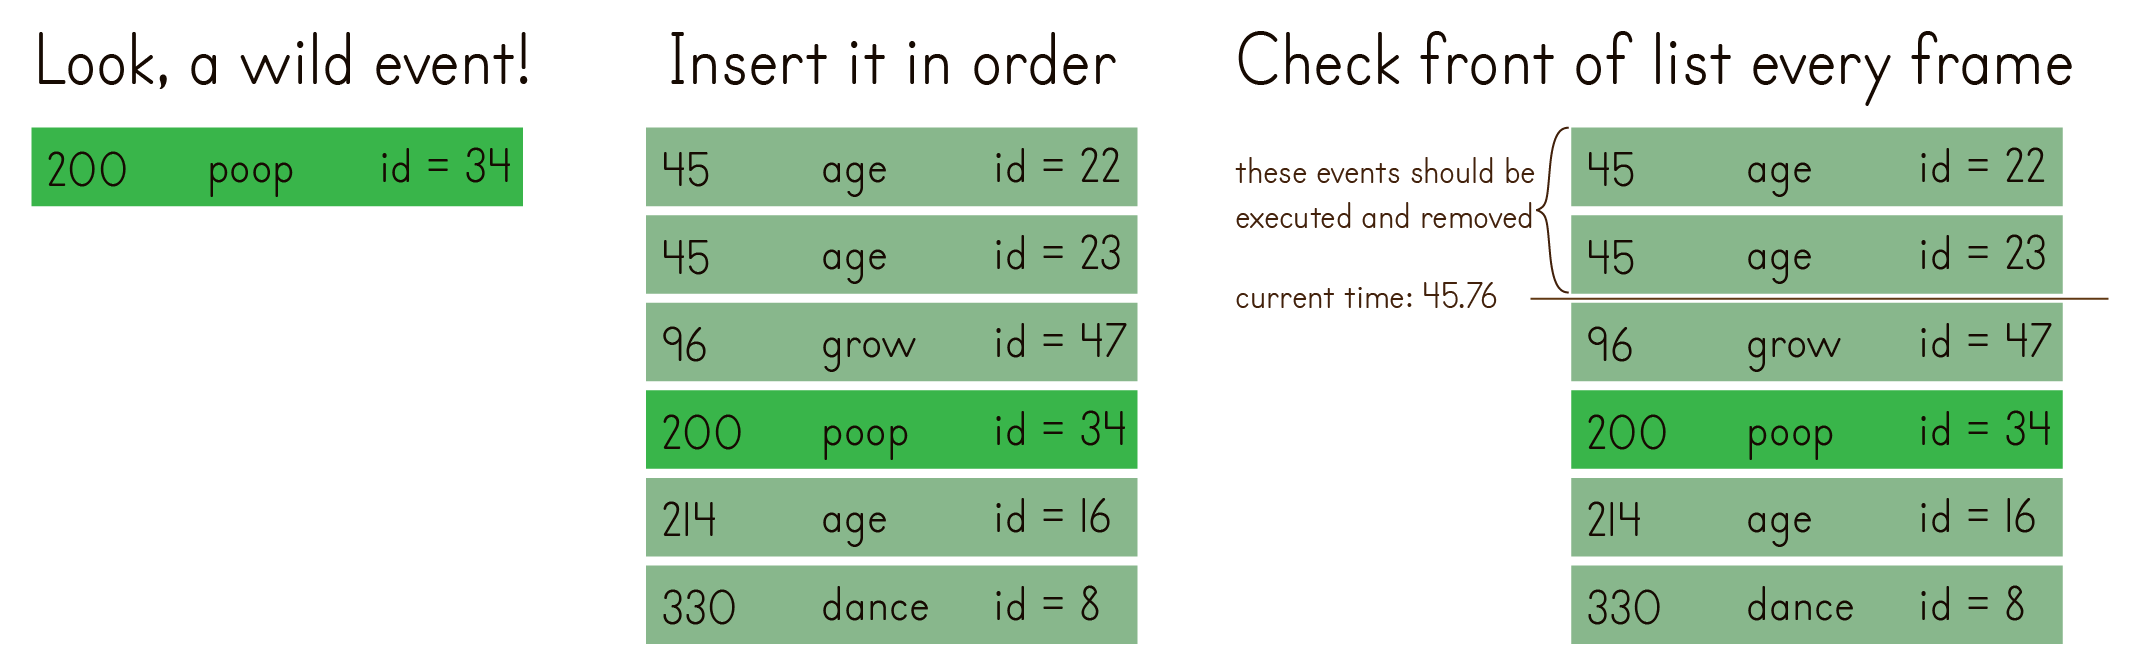 Look, a wild event!
200 poop id = 34
Insert it in order
45 age id = 22
45 age id = 23
96 grow id = 47
200 poop id = 34
214 age id = 16
330 dance id = 8
Check front of list every frame
these events should be
executed and removed
current time: 45.76
45 age id = 22
45 age id = 23
96 grow id = 47
200 poop id = 34
214 age id = 16
330 dance id = 8